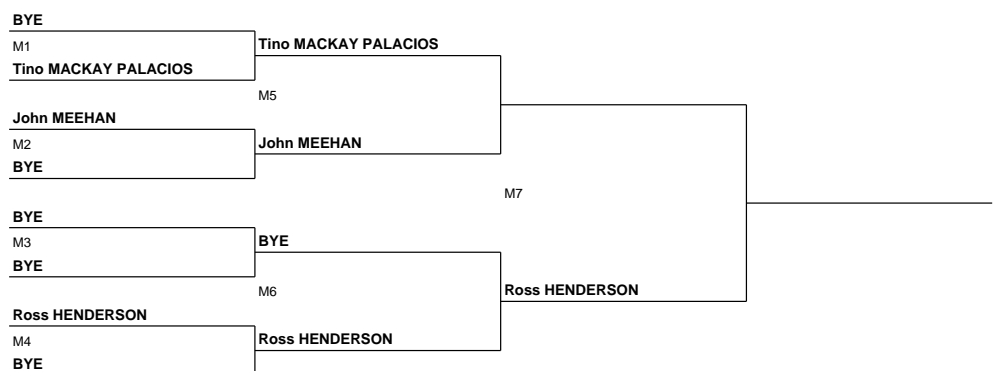 BYE
M1
Tino MACKAY PALACIOS
Tino MACKAY PALACIOS
M5
John MEEHAN
M2
John MEEHAN
BYE
M7
BYE
M3
BYE
BYE
M6
Ross HENDERSON
Ross HENDERSON
M4
Ross HENDERSON
BYE